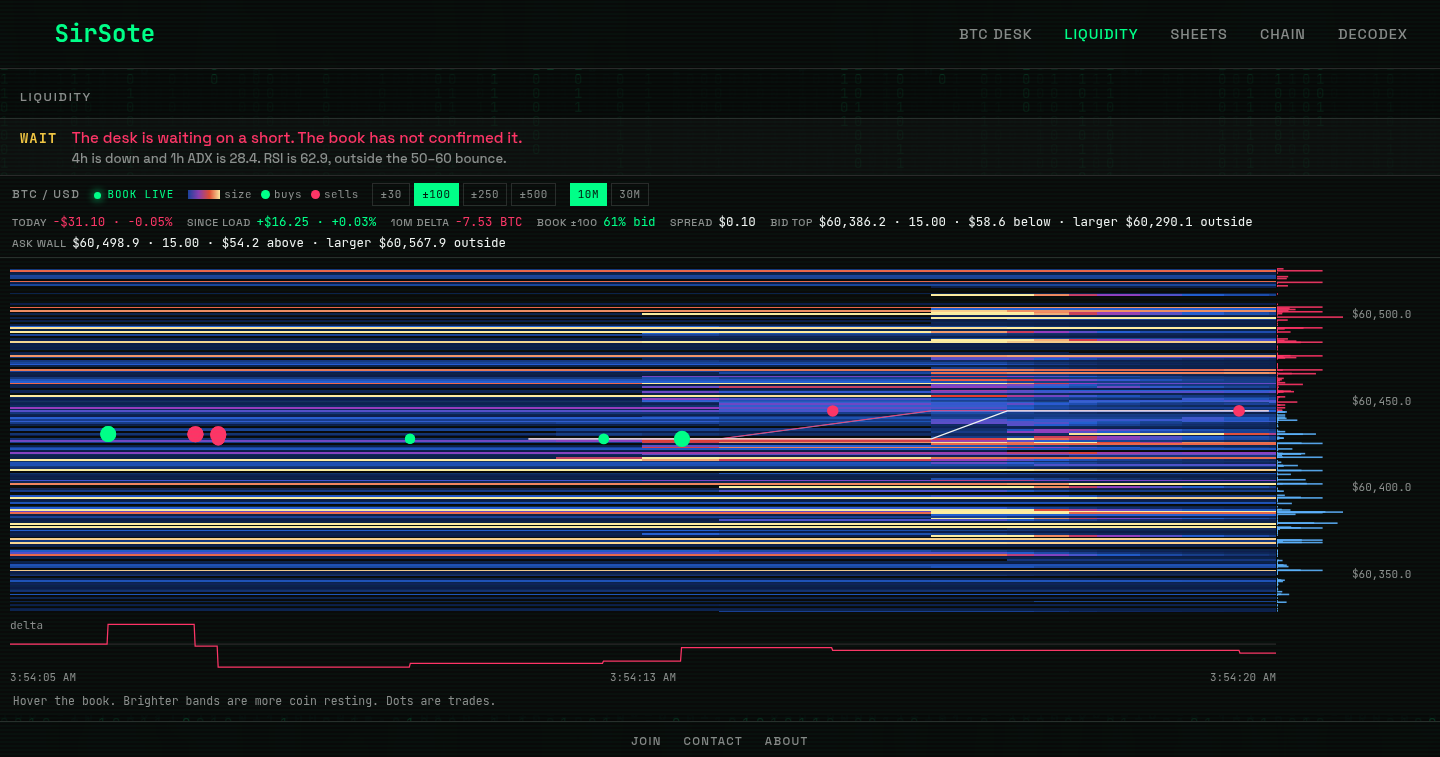 SirSote
BTC DESK LIQUIDITY SHEETS CHAIN DECODEX
LIQUIDITY
WAIT The desk is waiting on a short. The book has not confirmed it.
4h is down and 1h ADX is 28.4. RSI is 62.9, outside the 50–60 bounce.
BTC / USD BOOK LIVE size buys sells ±30 ±100 ±250 ±500 10M 30M
TODAY -$31.10 · -0.05% SINCE LOAD +$16.25 · +0.03% 10M DELTA -7.53 BTC BOOK ±100 61% bid SPREAD $0.10 BID TOP $60,386.2 · 15.00 · $58.6 below · larger $60,290.1 outside
ASK WALL $60,498.9 · 15.00 · $54.2 above · larger $60,567.9 outside
$60,500.0
$60,450.0
$60,400.0
$60,350.0
delta
3:54:05 AM 3:54:13 AM 3:54:20 AM
Hover the book. Brighter bands are more coin resting. Dots are trades.
JOIN CONTACT ABOUT